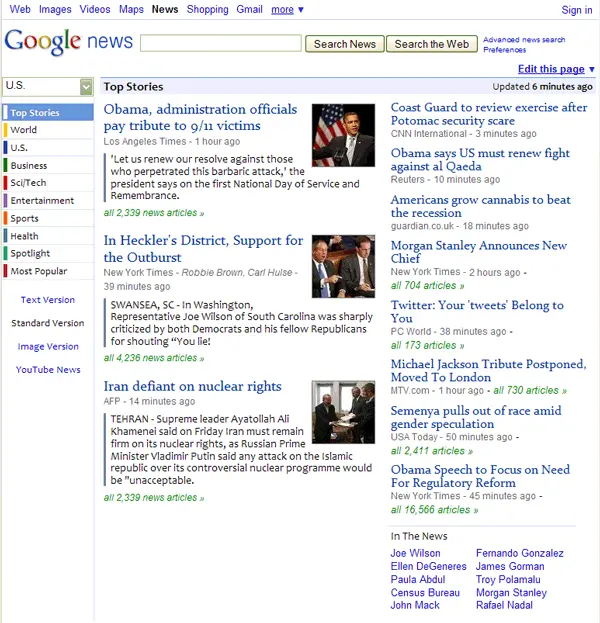 Web Images Videos Maps News Shopping Gmail more ▼
Sign in
Google news
Search News
Search the Web
Advanced news search
Preferences
Edit this page ▼
U.S.
Top Stories
World
U.S.
Business
Sci/Tech
Entertainment
Sports
Health
Spotlight
Most Popular
Text Version
Standard Version
Image Version
YouTube News
Top Stories
Updated 6 minutes ago
Obama, administration officials
pay tribute to 9/11 victims
Los Angeles Times - 1 hour ago
'Let us renew our resolve against those
who perpetrated this barbaric attack,' the
president says on the first National Day of Service and
Remembrance.
all 2,339 news articles »
In Heckler's District, Support for
the Outburst
New York Times - Robbie Brown, Carl Hulse -
39 minutes ago
SWANSEA, SC - In Washington,
Representative Joe Wilson of South Carolina was sharply
criticized by both Democrats and his fellow Republicans
for shouting “You lie!
all 4,236 news articles »
Iran defiant on nuclear rights
AFP - 14 minutes ago
TEHRAN - Supreme leader Ayatollah Ali
Khamenei said on Friday Iran must remain
firm on its nuclear rights, as Russian Prime
Minister Vladimir Putin said any attack on the Islamic
republic over its controversial nuclear programme would
be "unacceptable.
all 2,339 news articles »
Coast Guard to review exercise after
Potomac security scare
CNN International - 3 minutes ago
Obama says US must renew fight
against al Qaeda
Reuters - 10 minutes ago
Americans grow cannabis to beat
the recession
guardian.co.uk - 18 minutes ago
Morgan Stanley Announces New
Chief
New York Times - 2 hours ago -
all 704 articles »
Twitter: Your 'tweets' Belong to
You
PC World - 38 minutes ago -
all 173 articles »
Michael Jackson Tribute Postponed,
Moved To London
MTV.com - 1 hour ago - all 730 articles »
Semenya pulls out of race amid
gender speculation
USA Today - 50 minutes ago -
all 2,411 articles »
Obama Speech to Focus on Need
For Regulatory Reform
New York Times - 45 minutes ago -
all 16,566 articles »
In The News
Joe Wilson Fernando Gonzalez
Ellen DeGeneres James Gorman
Paula Abdul Troy Polamalu
Census Bureau Morgan Stanley
John Mack Rafael Nadal